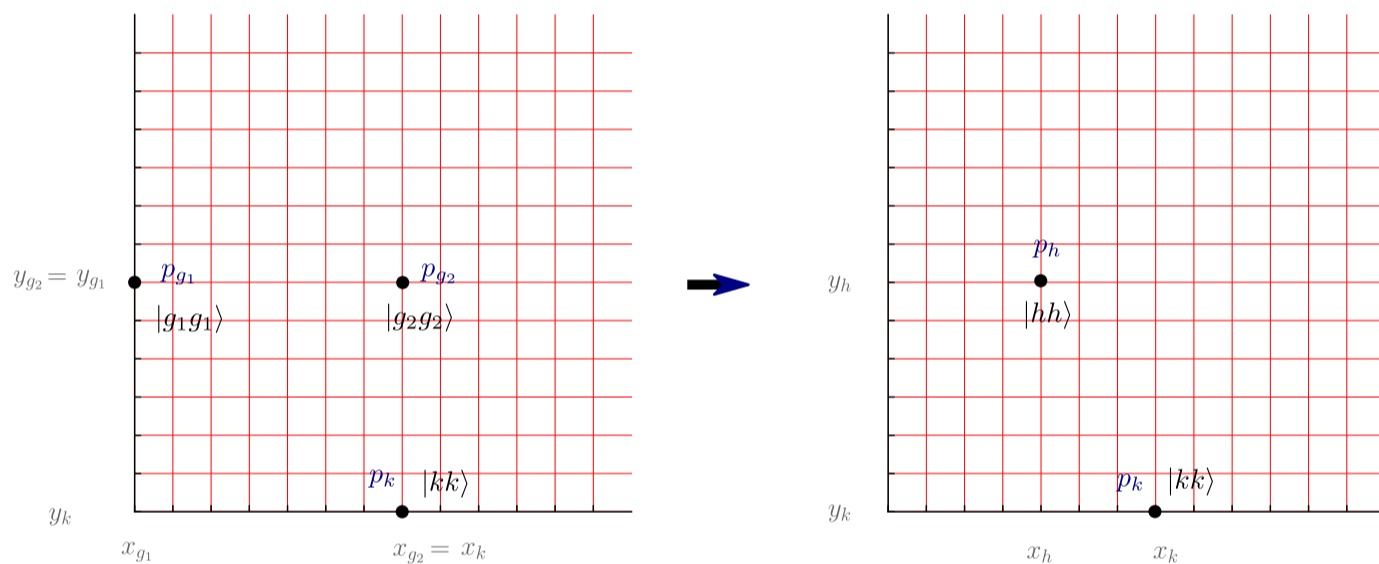 p_h
y_{g_2} = y_{g_1} p_{g_1} p_{g_2} y_h
|g_1g_1⟩ |g_2g_2⟩ |hh⟩
p_k |kk⟩ p_k |kk⟩
y_k y_k
x_{g_1} x_{g_2} = x_k x_h x_k